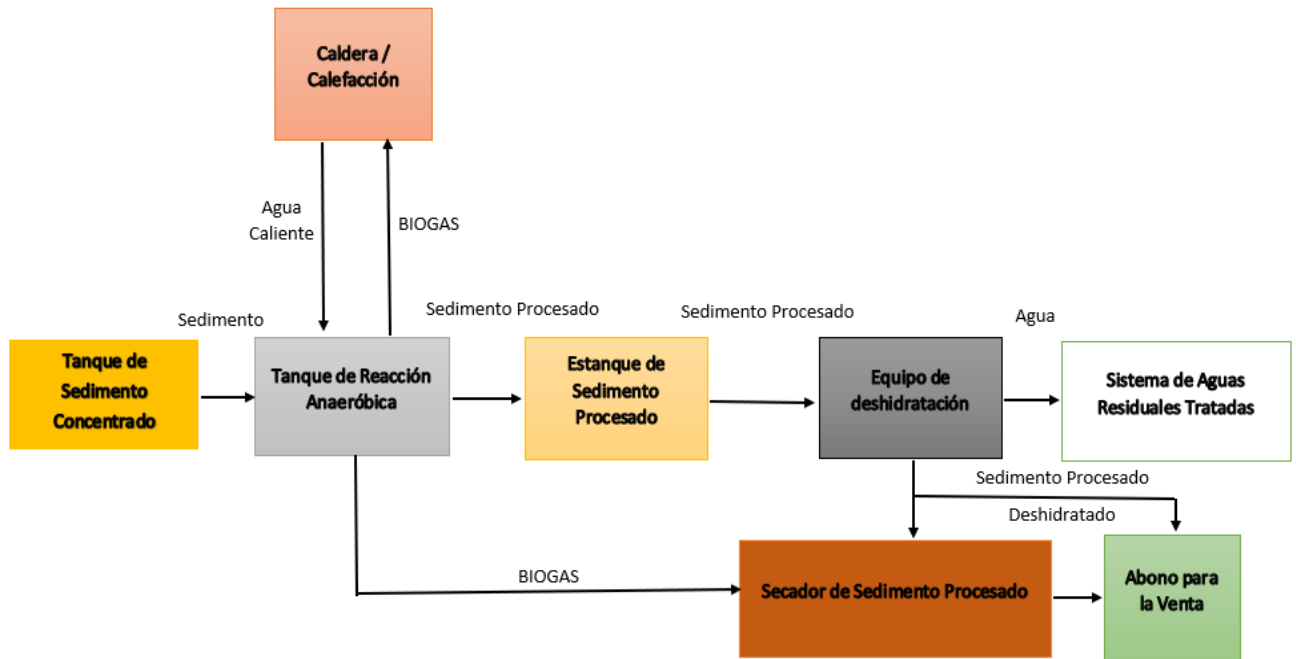 Caldera /
Calefacción
Agua
Caliente
BIOGAS
Sedimento
Sedimento Procesado
Sedimento Procesado
Agua
Tanque de
Sedimento
Concentrado
Tanque de Reacción
Anaeróbica
Estanque de
Sedimento
Procesado
Equipo de
deshidratación
Sistema de Aguas
Residuales Tratadas
Sedimento Procesado
Deshidratado
BIOGAS
Secador de Sedimento Procesado
Abono para
la Venta